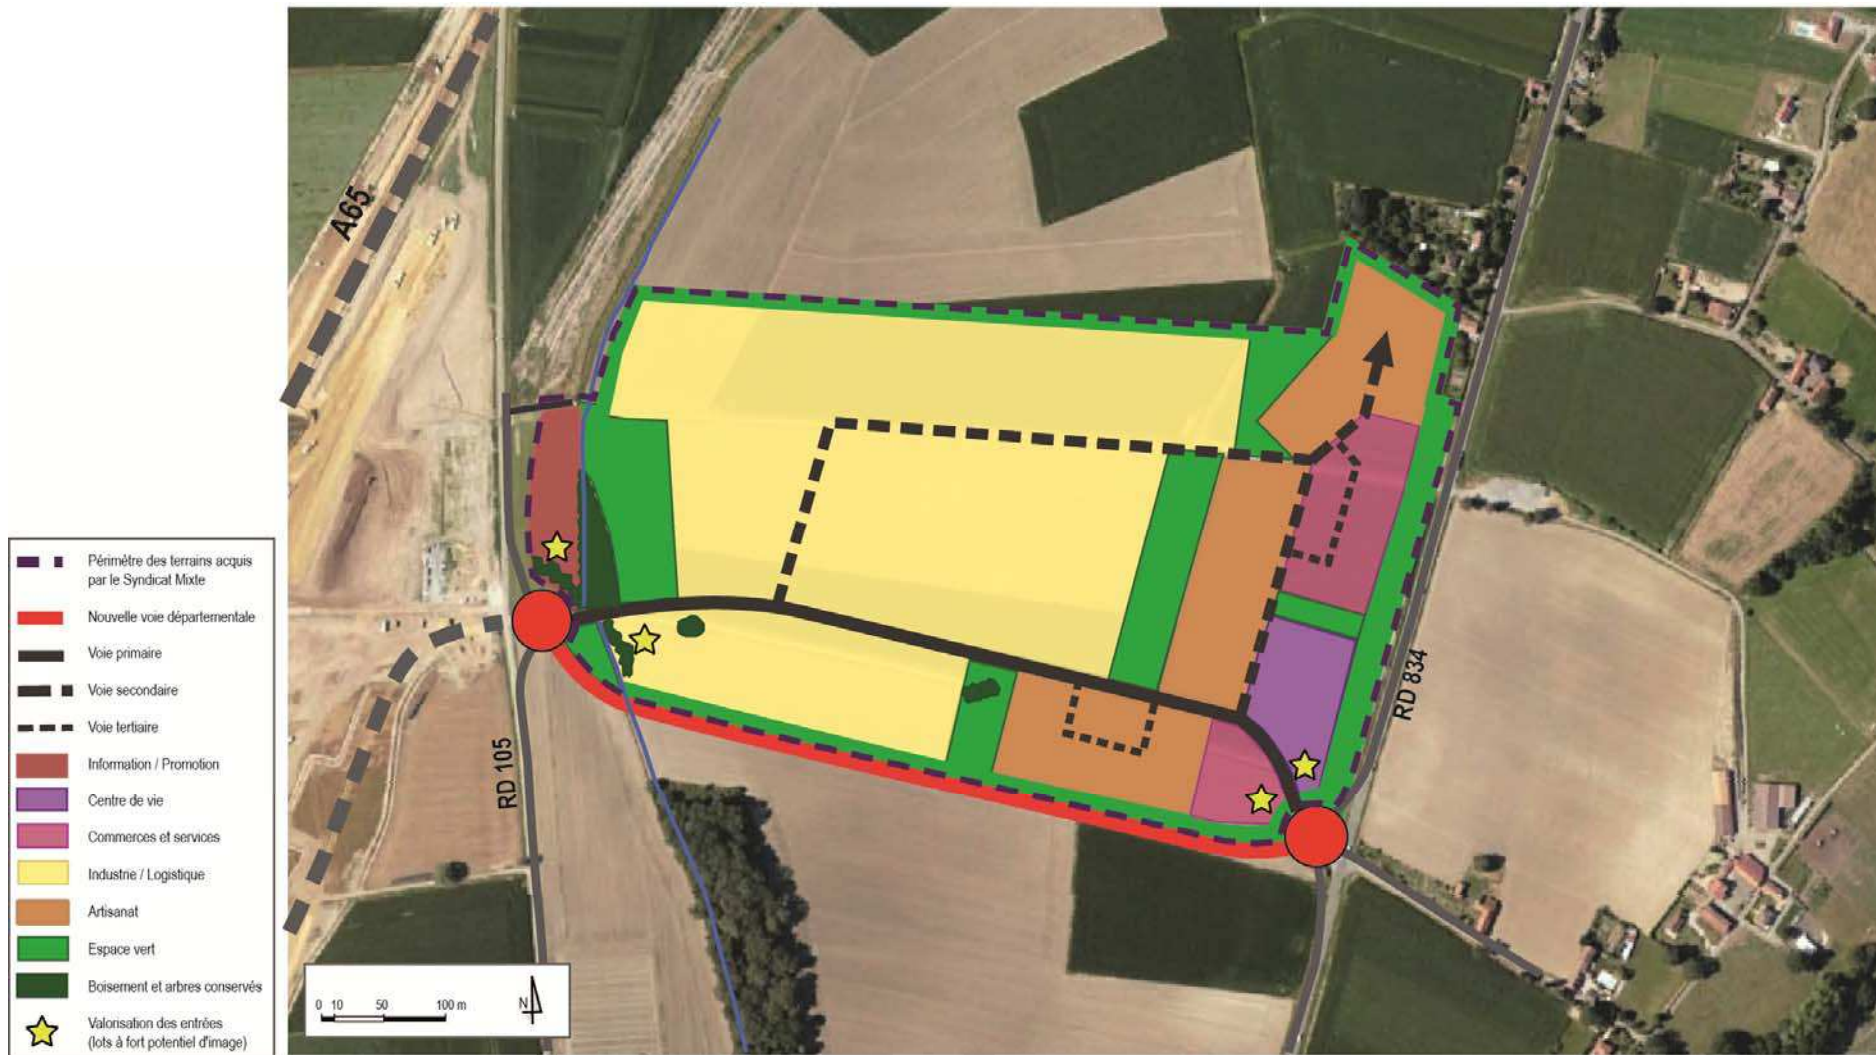 A65
RD 105
RD 834
Périmètre des terrains acquis
par le Syndicat Mixte
Nouvelle voie départementale
Voie primaire
Voie secondaire
Voie tertiaire
Information / Promotion
Centre de vie
Commerces et services
Industrie / Logistique
Artisanat
Espace vert
Boisement et arbres conservés
Valorisation des entrées
(lots à fort potentiel d'image)
0 10 50 100 m
N